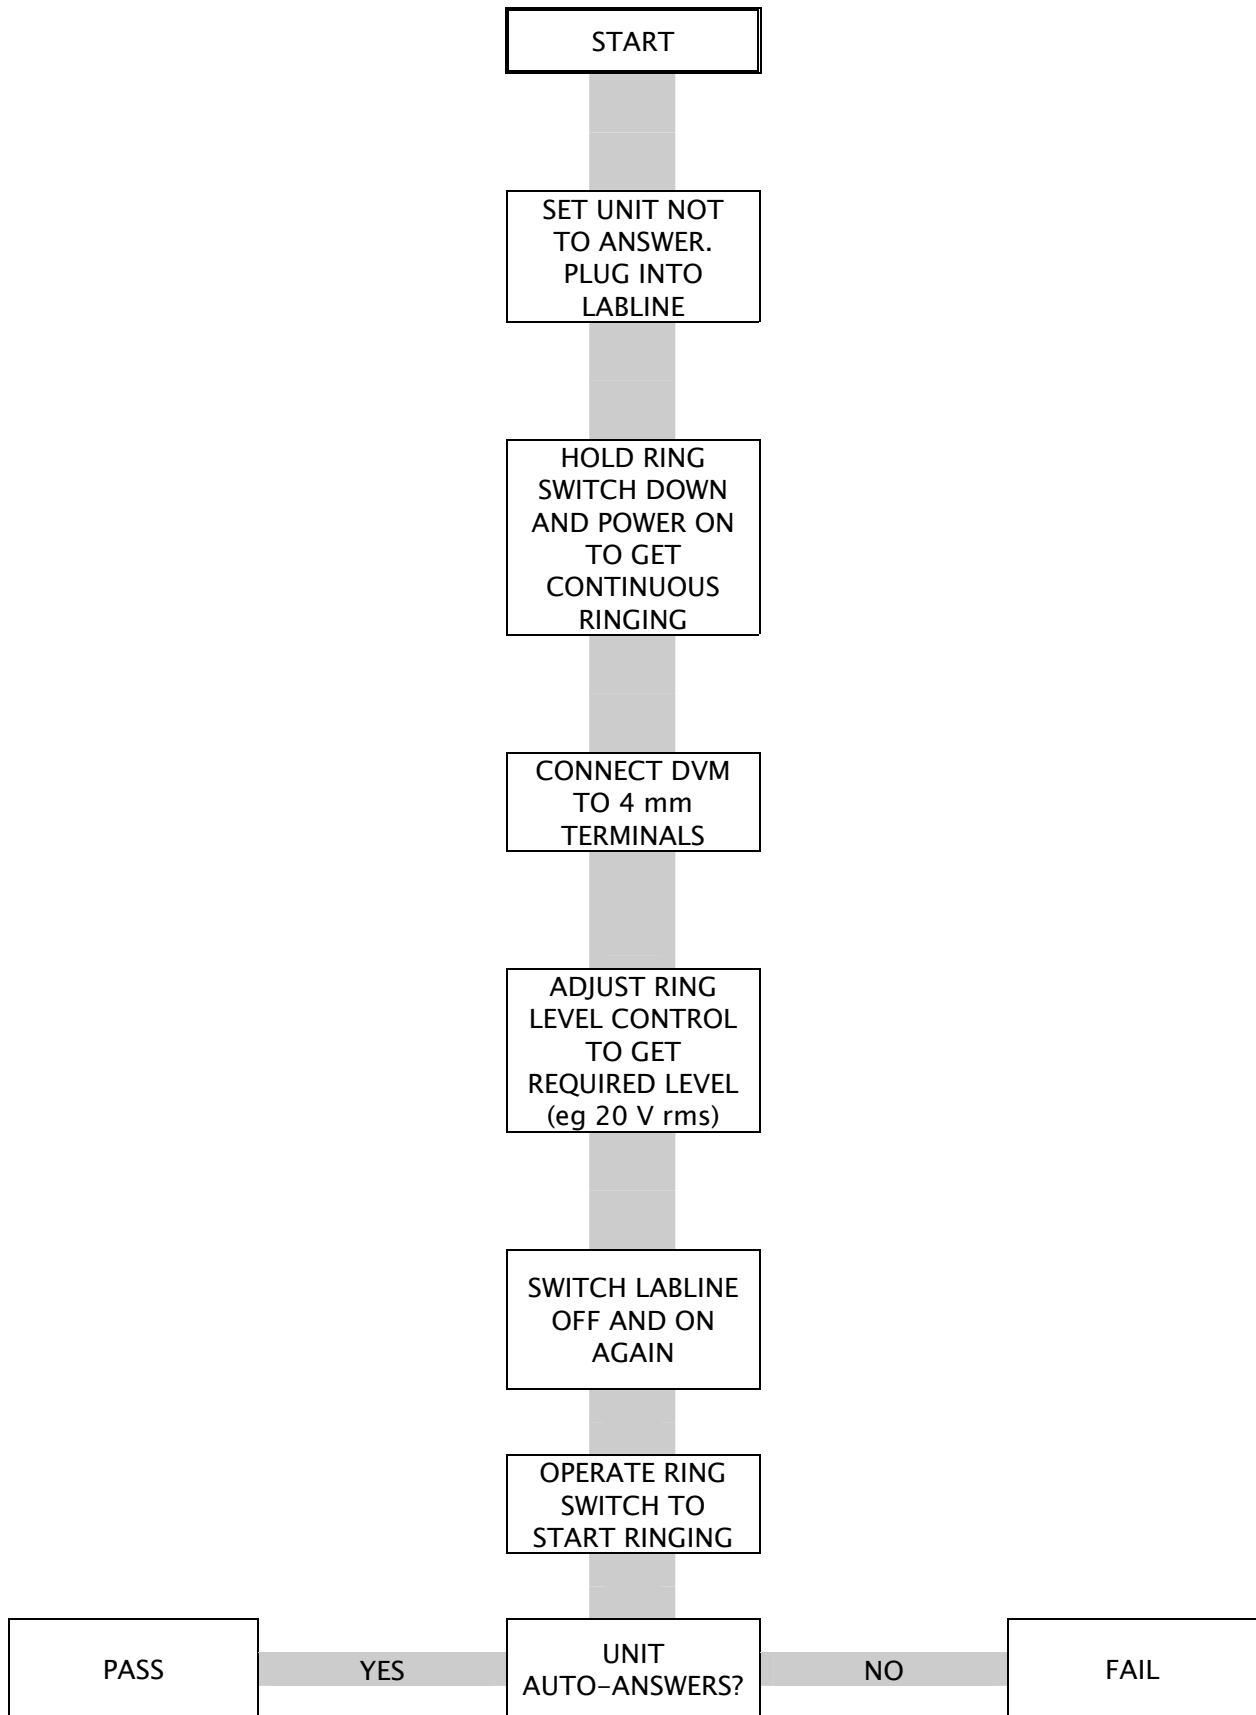 START
SET UNIT NOT
TO ANSWER.
PLUG INTO
LABLINE
HOLD RING
SWITCH DOWN
AND POWER ON
TO GET
CONTINUOUS
RINGING
CONNECT DVM
TO 4 mm
TERMINALS
ADJUST RING
LEVEL CONTROL
TO GET
REQUIRED LEVEL
(eg 20 V rms)
SWITCH LABLINE
OFF AND ON
AGAIN
OPERATE RING
SWITCH TO
START RINGING
PASS
YES
UNIT
AUTO-ANSWERS?
NO
FAIL